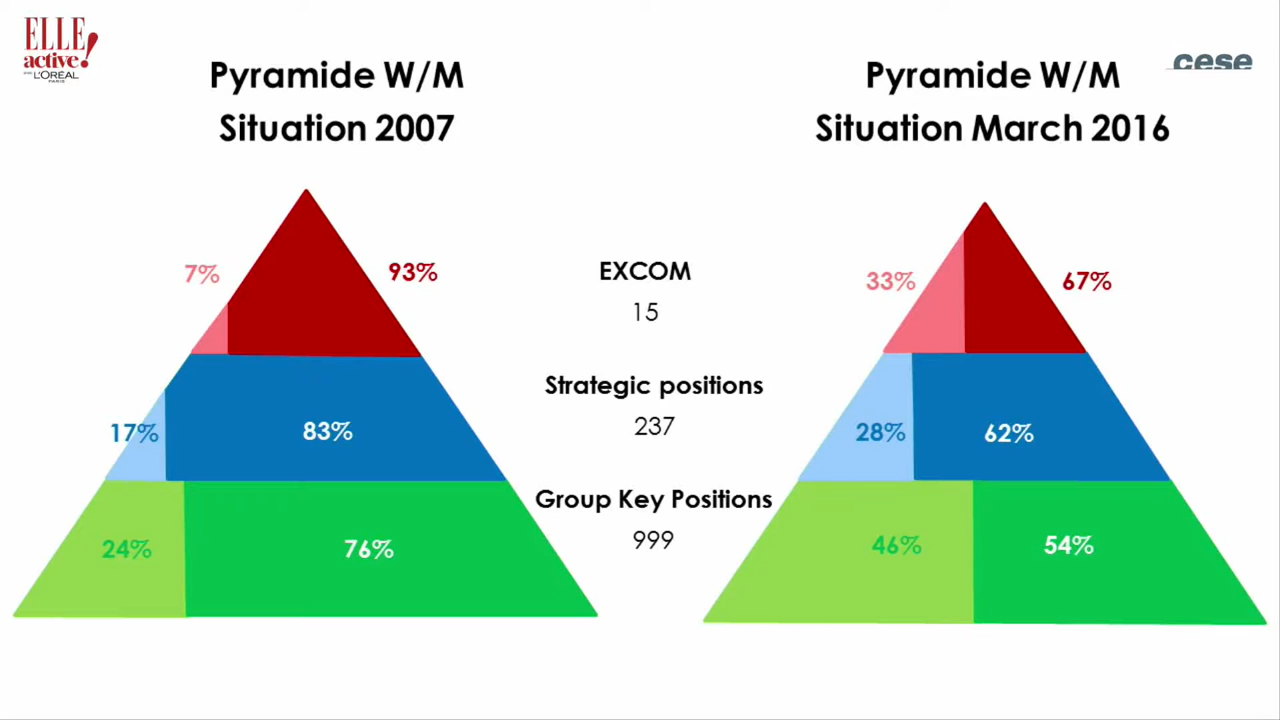 ELLE
active!
L'ORÉAL
PARIS
cese
Pyramide W/M
Situation 2007
Pyramide W/M
Situation March 2016
7%
93%
EXCOM
15
33%
67%
17%
83%
Strategic positions
237
28%
62%
24%
76%
Group Key Positions
999
46%
54%